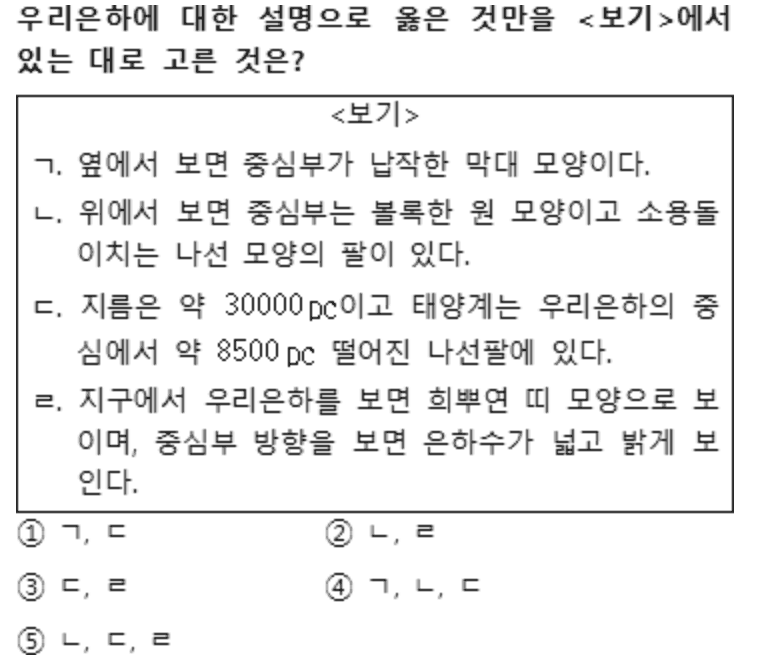 우리은하에 대한 설명으로 옳은 것만을 <보기>에서
있는 대로 고른 것은?
<보기>
ㄱ. 옆에서 보면 중심부가 납작한 막대 모양이다.
ㄴ. 위에서 보면 중심부는 볼록한 원 모양이고 소용돌
이치는 나선 모양의 팔이 있다.
ㄷ. 지름은 약 30000pc이고 태양계는 우리은하의 중
심에서 약 8500pc 떨어진 나선팔에 있다.
ㄹ. 지구에서 우리은하를 보면 희뿌연 띠 모양으로 보
이며, 중심부 방향을 보면 은하수가 넓고 밝게 보
인다.
① ㄱ, ㄷ ② ㄴ, ㄹ
③ ㄷ, ㄹ ④ ㄱ, ㄴ, ㄷ
⑤ ㄴ, ㄷ, ㄹ